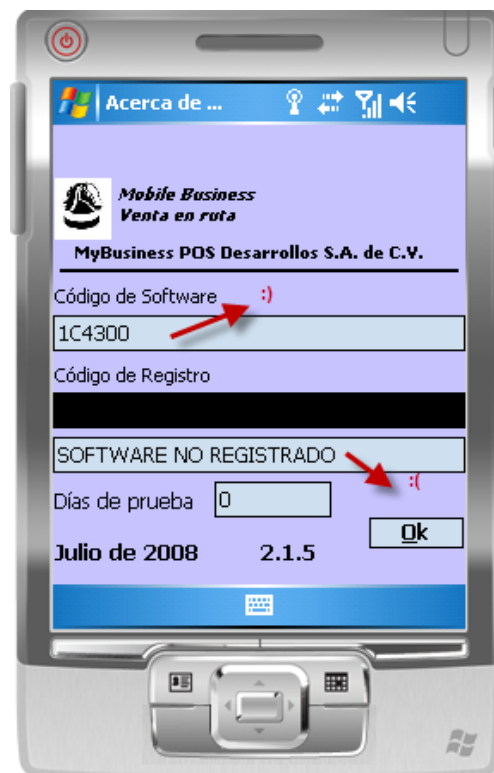 Acerca de ...
Mobile Business
Venta en ruta
MyBusiness POS Desarrollos S.A. de C.V.
Código de Software :)
1C4300
Código de Registro
SOFTWARE NO REGISTRADO
:(
Días de prueba 0
Ok
Julio de 2008 2.1.5